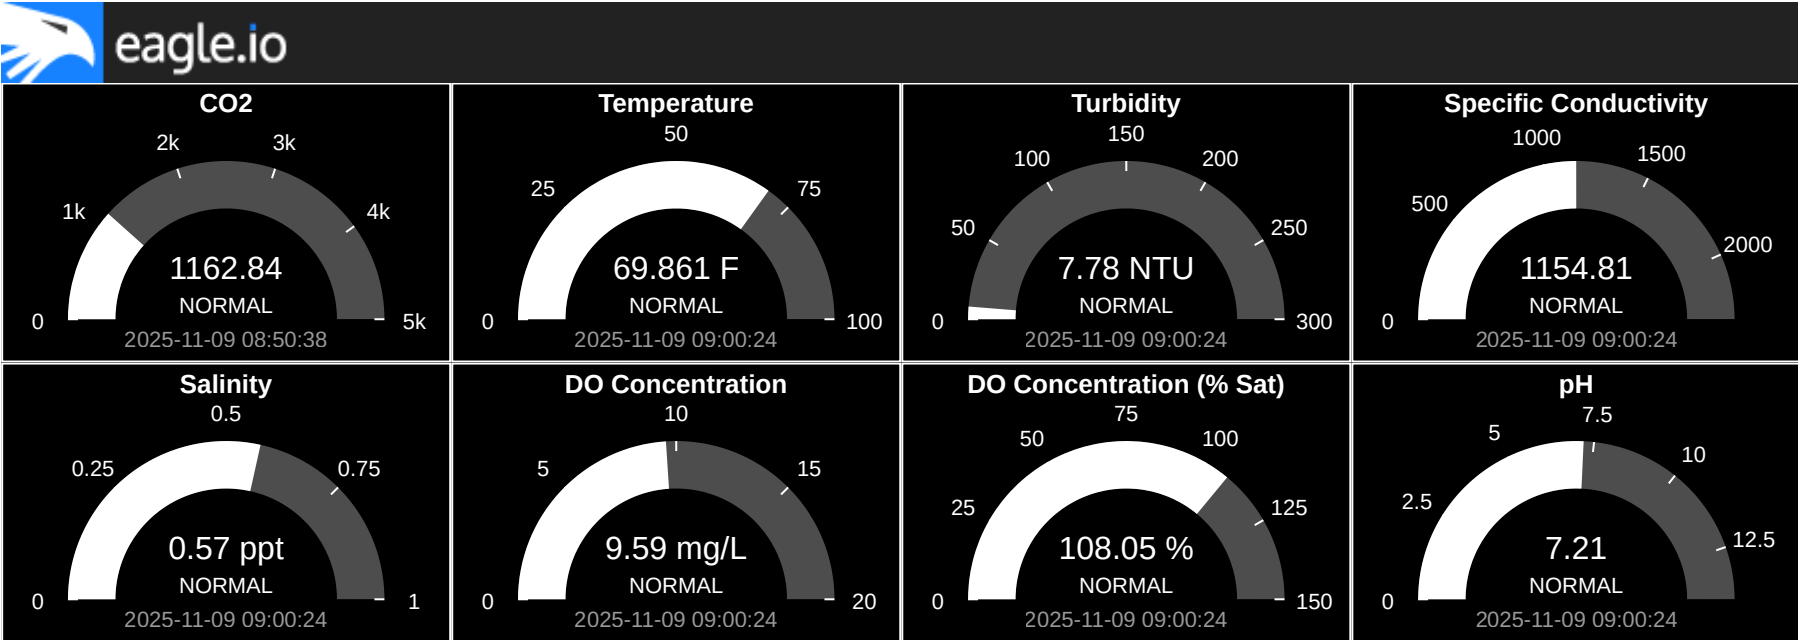 eagle.io
CO2
0
1k
2k
3k
4k
5k
1162.84
NORMAL
2025-11-09 08:50:38
Temperature
0
25
50
75
100
69.861 F
NORMAL
2025-11-09 09:00:24
Turbidity
0
50
100
150
200
250
300
7.78 NTU
NORMAL
2025-11-09 09:00:24
Specific Conductivity
0
500
1000
1500
2000
1154.81
NORMAL
2025-11-09 09:00:24
Salinity
0
0.25
0.5
0.75
1
0.57 ppt
NORMAL
2025-11-09 09:00:24
DO Concentration
0
5
10
15
20
9.59 mg/L
NORMAL
2025-11-09 09:00:24
DO Concentration (% Sat)
0
25
50
75
100
125
150
108.05 %
NORMAL
2025-11-09 09:00:24
pH
0
2.5
5
7.5
10
12.5
7.21
NORMAL
2025-11-09 09:00:24